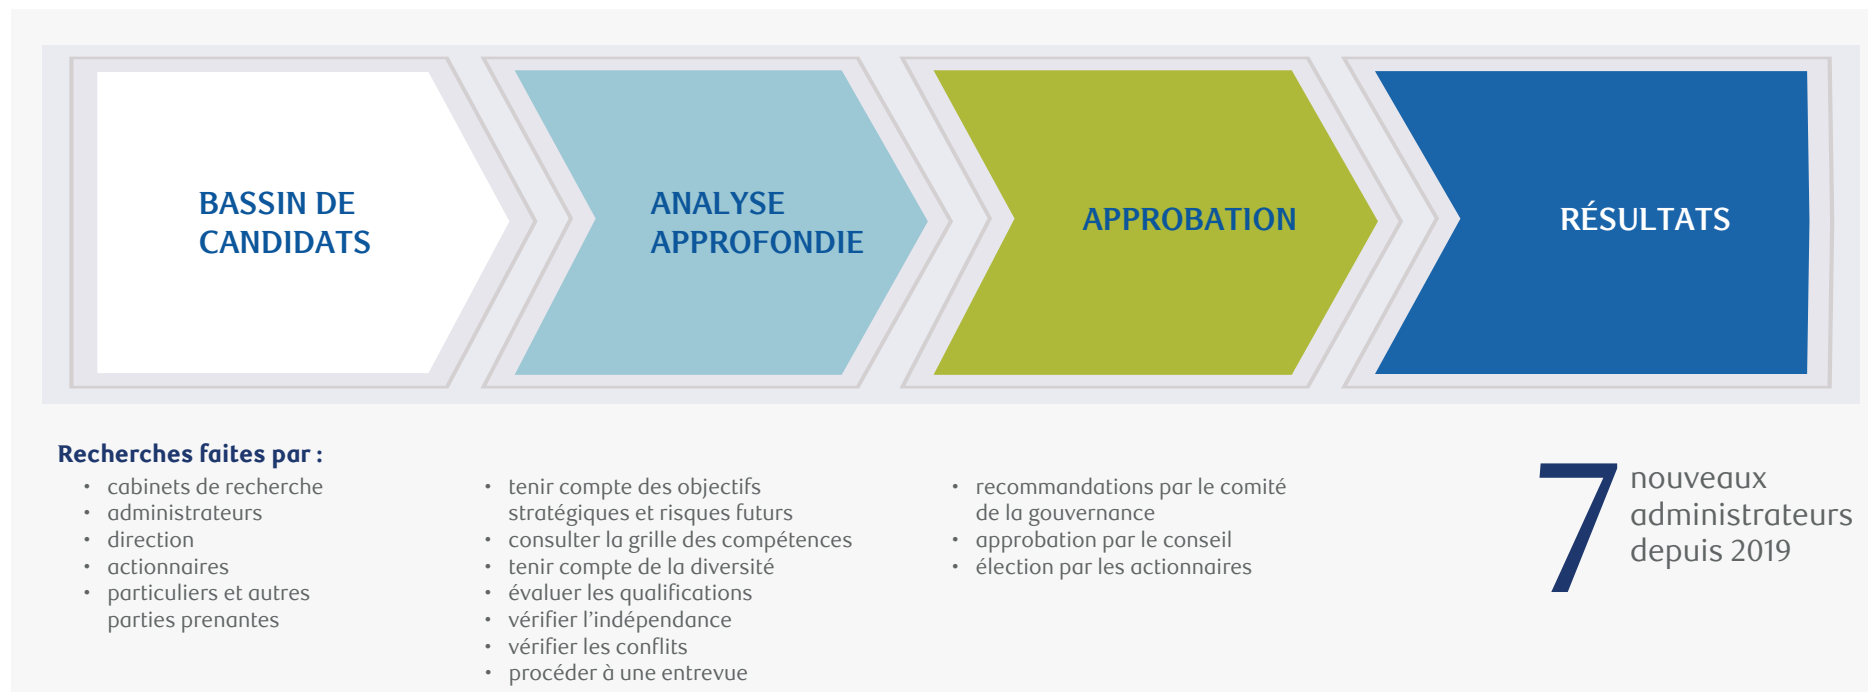 BASSIN DE
CANDIDATS
ANALYSE
APPROFONDIE
APPROBATION
RÉSULTATS
Recherches faites par :
• cabinets de recherche
• administrateurs
• direction
• actionnaires
• particuliers et autres
parties prenantes
• tenir compte des objectifs
stratégiques et risques futurs
• consulter la grille des compétences
• tenir compte de la diversité
• évaluer les qualifications
• vérifier l’indépendance
• vérifier les conflits
• procéder à une entrevue
• recommandations par le comité
de la gouvernance
• approbation par le conseil
• élection par les actionnaires
7
nouveaux
administrateurs
depuis 2019